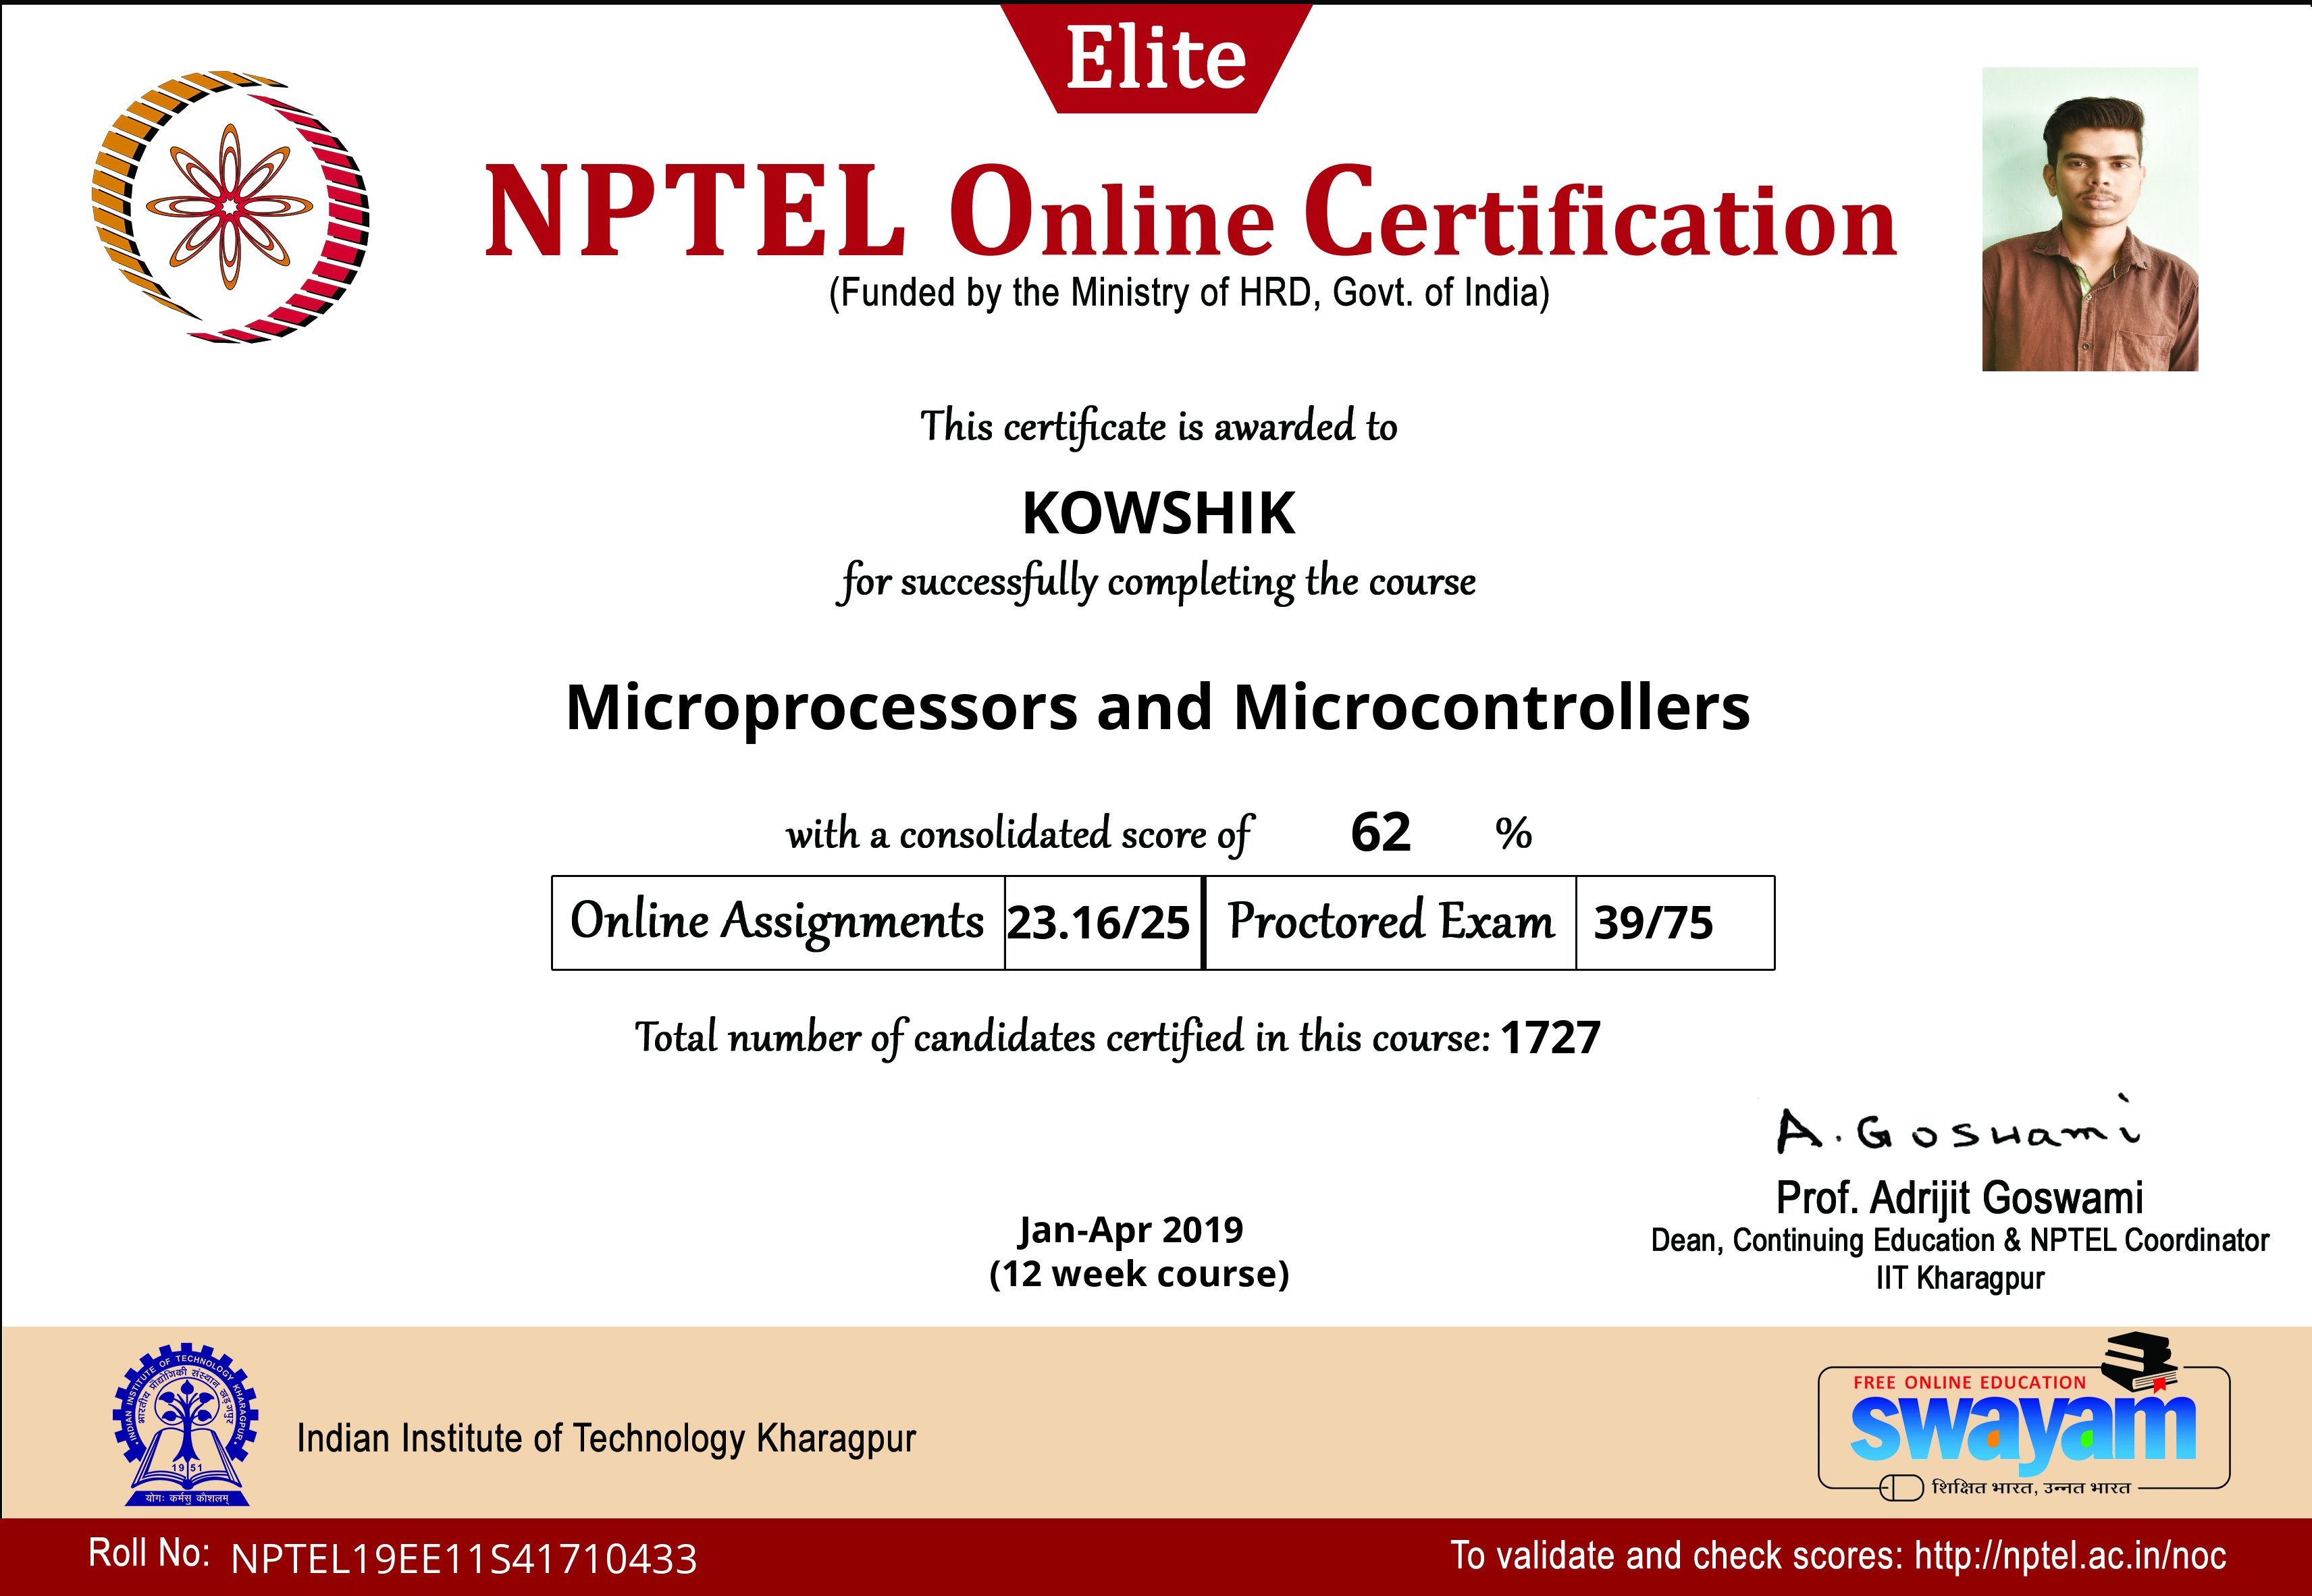 Elite
NPTEL Online Certification
(Funded by the Ministry of HRD, Govt. of India)
This certificate is awarded to
KOWSHIK
for successfully completing the course
Microprocessors and Microcontrollers
with a consolidated score of 62 %
Online Assignments 23.16/25 Proctored Exam 39/75
Total number of candidates certified in this course: 1727
A. Goswami
Prof. Adrijit Goswami
Dean, Continuing Education & NPTEL Coordinator
IIT Kharagpur
Jan-Apr 2019
(12 week course)
INDIAN INSTITUTE OF TECHNOLOGY KHARAGPUR
भारतीय प्रौद्योगिकी संस्थान खड़गपुर
1951
योगः कर्मसु कौशलम्
Indian Institute of Technology Kharagpur
FREE ONLINE EDUCATION
swayam
शिक्षित भारत, उन्नत भारत
Roll No: NPTEL19EE11S41710433
To validate and check scores: http://nptel.ac.in/noc